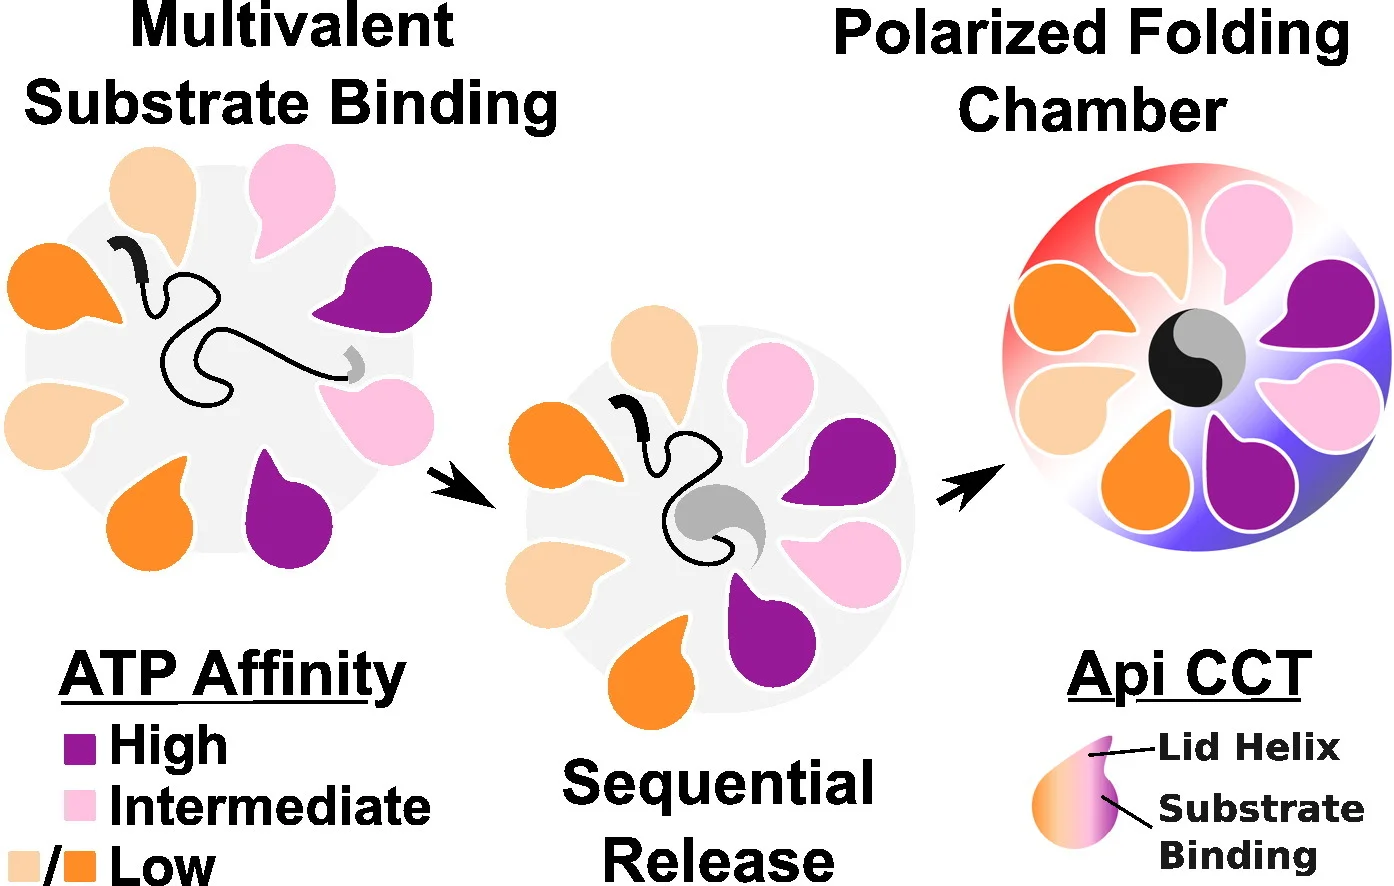 Multivalent
Substrate Binding
Polarized Folding
Chamber
Sequential
Release
ATP Affinity
High
Intermediate
/ Low
Api CCT
Lid Helix
Substrate
Binding